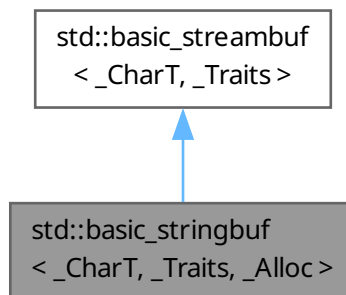 std::basic_streambuf
< _CharT, _Traits >
std::basic_stringbuf
< _CharT, _Traits, _Alloc >